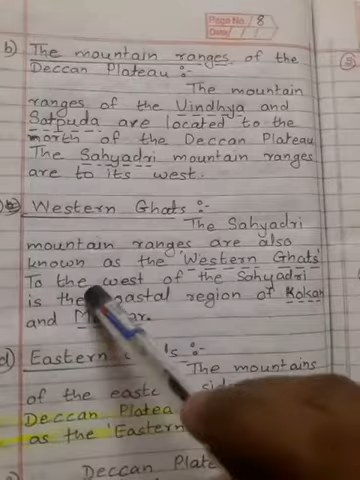 Page No. 8
Date
b) The mountain ranges of the
Deccan Plateau :-
The mountain
ranges of the Vindhya and
Satpuda are located to the
north of the Deccan Plateau
The Sahyadri mountain ranges
are to its west.
Western Ghats :-
The Sahyadri
mountain ranges are also
known as the 'Western Ghats'
To the west of the Sahyadri
is the coastal region of Koksah
and
d) Eastern :-
The mountains
of the
Deccan
as the 'Eastern
Deccan